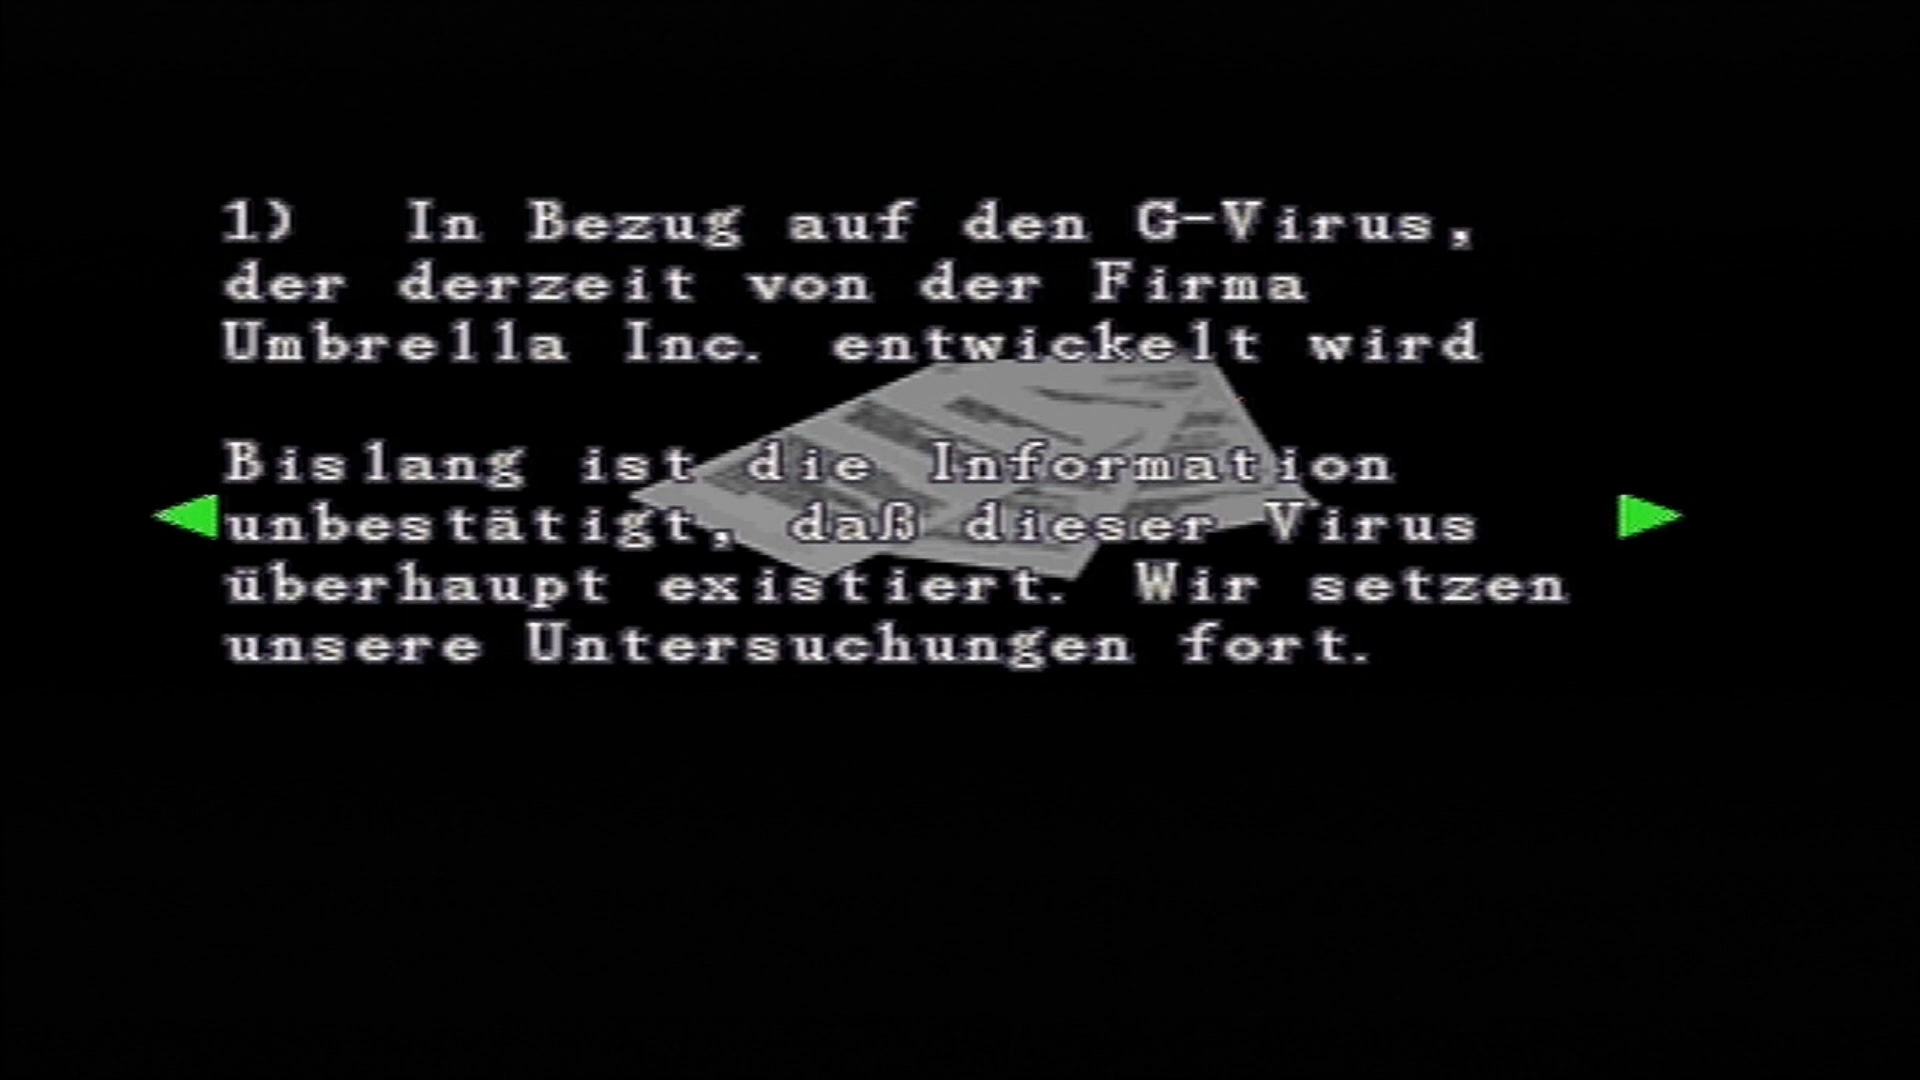 1) In Bezug auf den G-Virus,
der derzeit von der Firma
Umbrella Inc. entwickelt wird
Bislang ist die Information
unbestätigt, daß dieser Virus
überhaupt existiert. Wir setzen
unsere Untersuchungen fort.